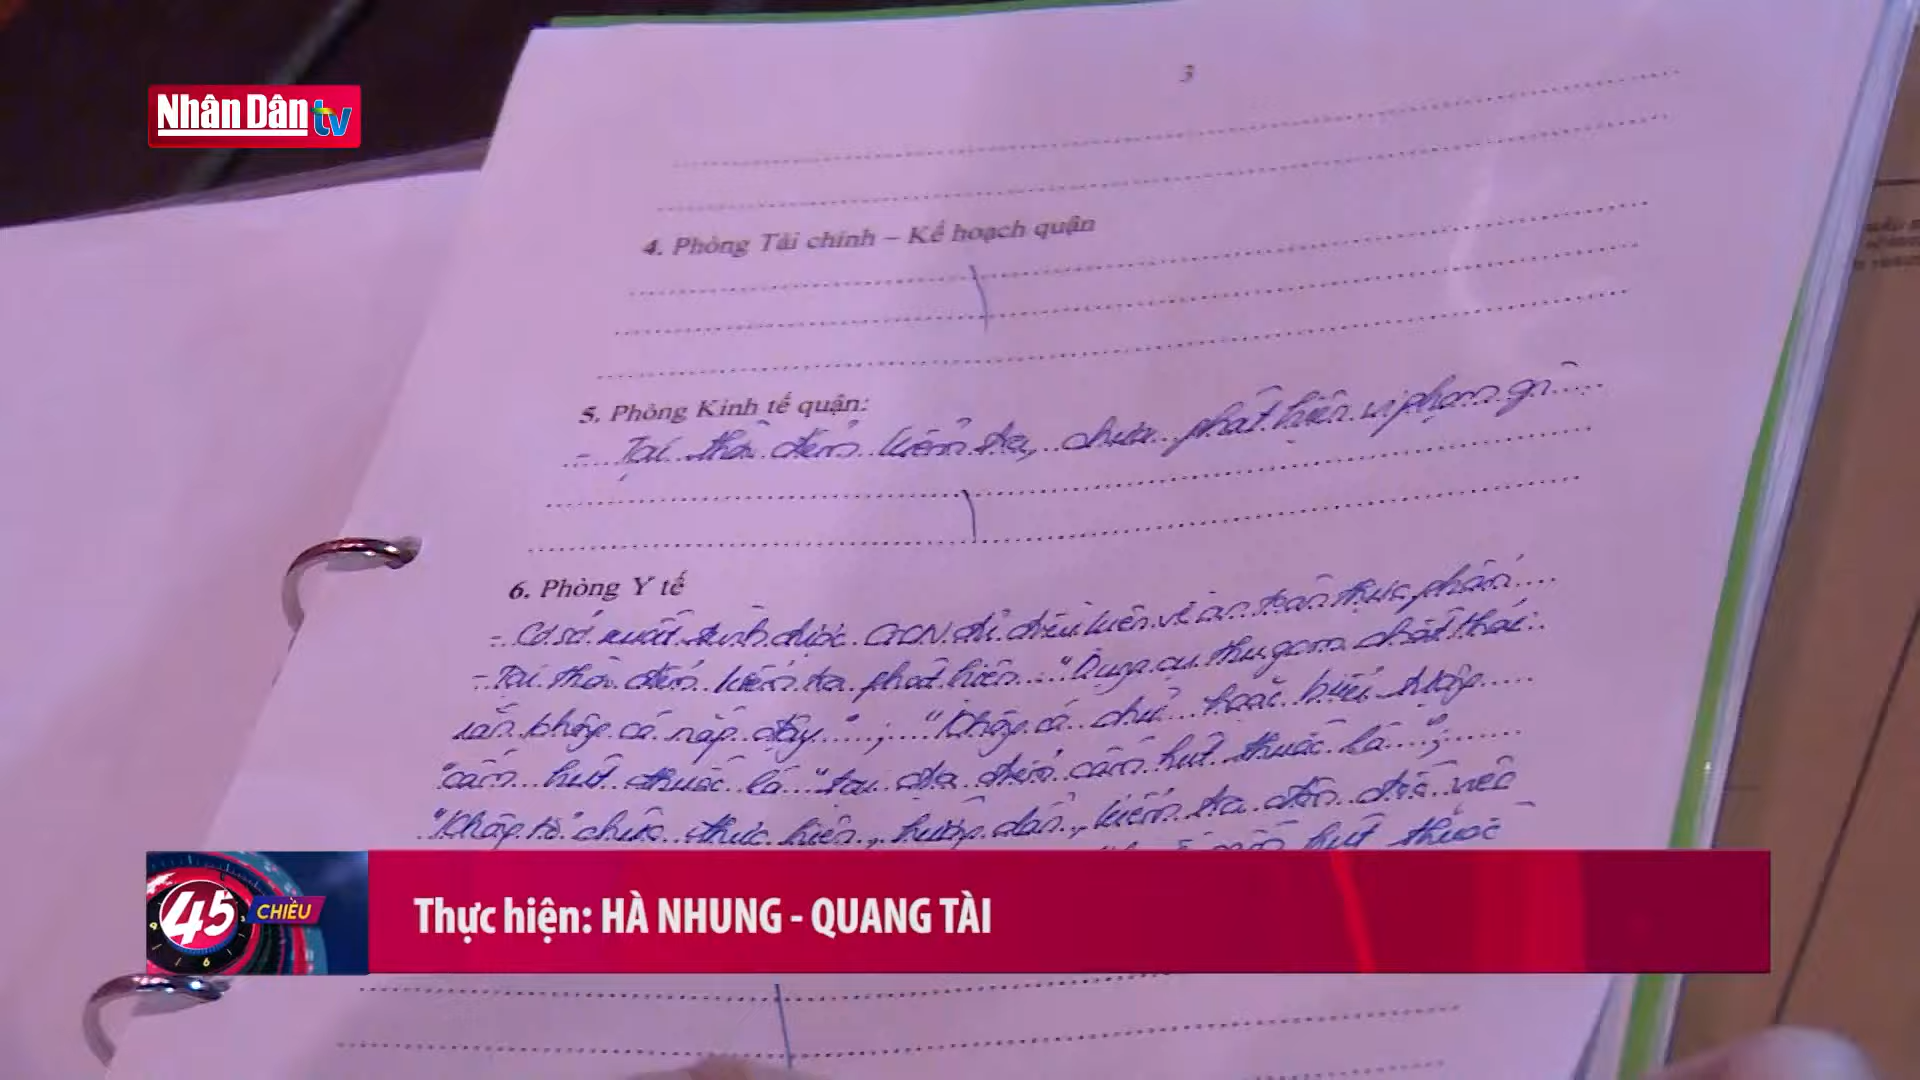 Nhân Dân tv
3
4. Phòng Tài chính – Kế hoạch quận
5. Phòng Kinh tế quận:
- Tại thời điểm kiểm tra, chưa phát hiện vi phạm gì
6. Phòng Y tế
- Cơ sở xuất trình được GCN đủ điều kiện về an toàn thực phẩm
- Tại thời điểm kiểm tra phát hiện "Dụng cụ thu gom chất thải
rắn không có nắp đậy"; "Không có chữ hoặc biểu tượng
"cấm hút thuốc lá" tại địa điểm cấm hút thuốc lá";
"Không tổ chức thực hiện, hướng dẫn, kiểm tra, đôn đốc việc
hút thuốc
45 CHIỀU
Thực hiện: HÀ NHUNG - QUANG TÀI